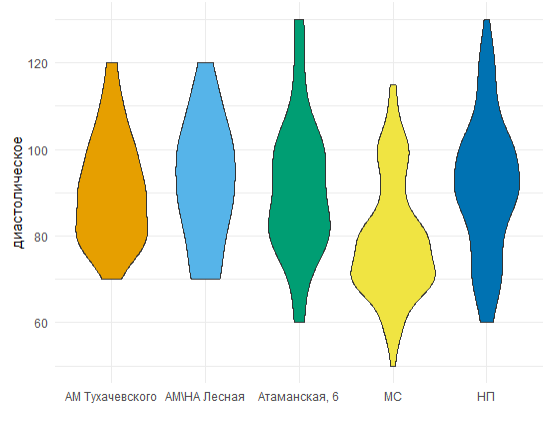 диастолическое
120
100
80
60
АМ Тухачевского
АМ\НА Лесная
Атаманская, 6
МС
НП